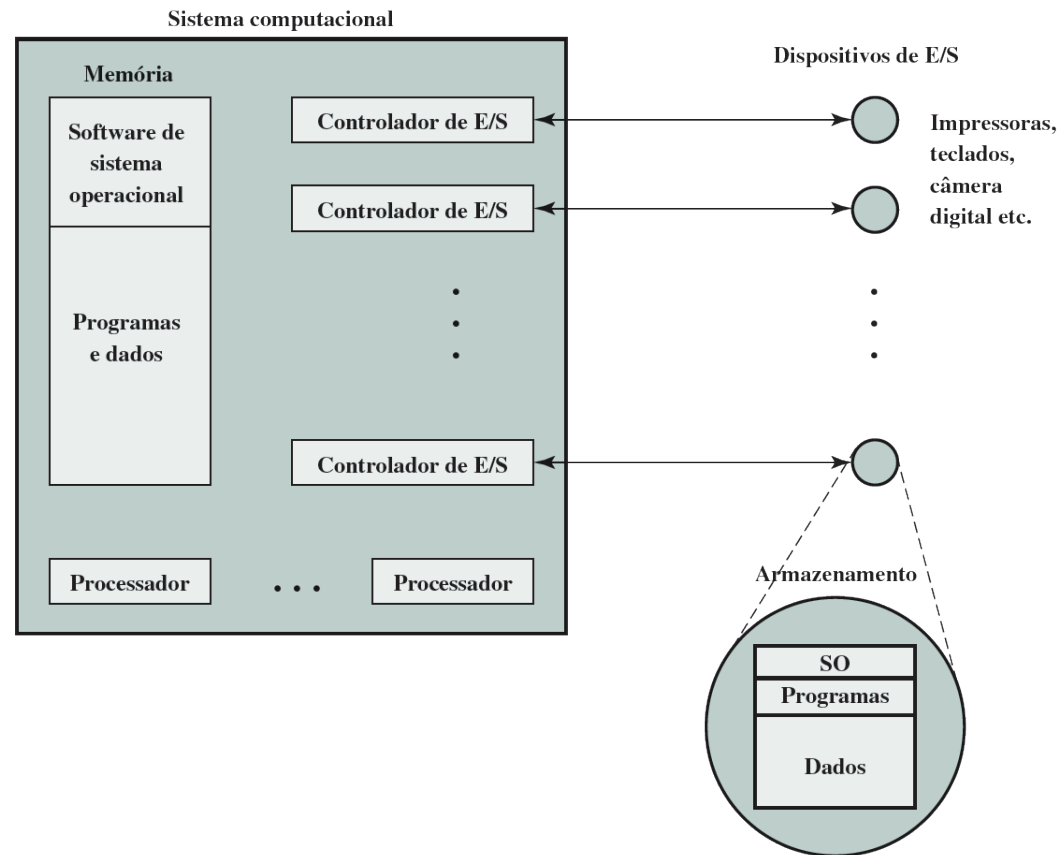 Sistema computacional
Memória
Software de
sistema
operacional
Programas
e dados
Controlador de E/S
Controlador de E/S
Controlador de E/S
Processador
Processador
Dispositivos de E/S
Impressoras,
teclados,
câmera
digital etc.
Armazenamento
SO
Programas
Dados